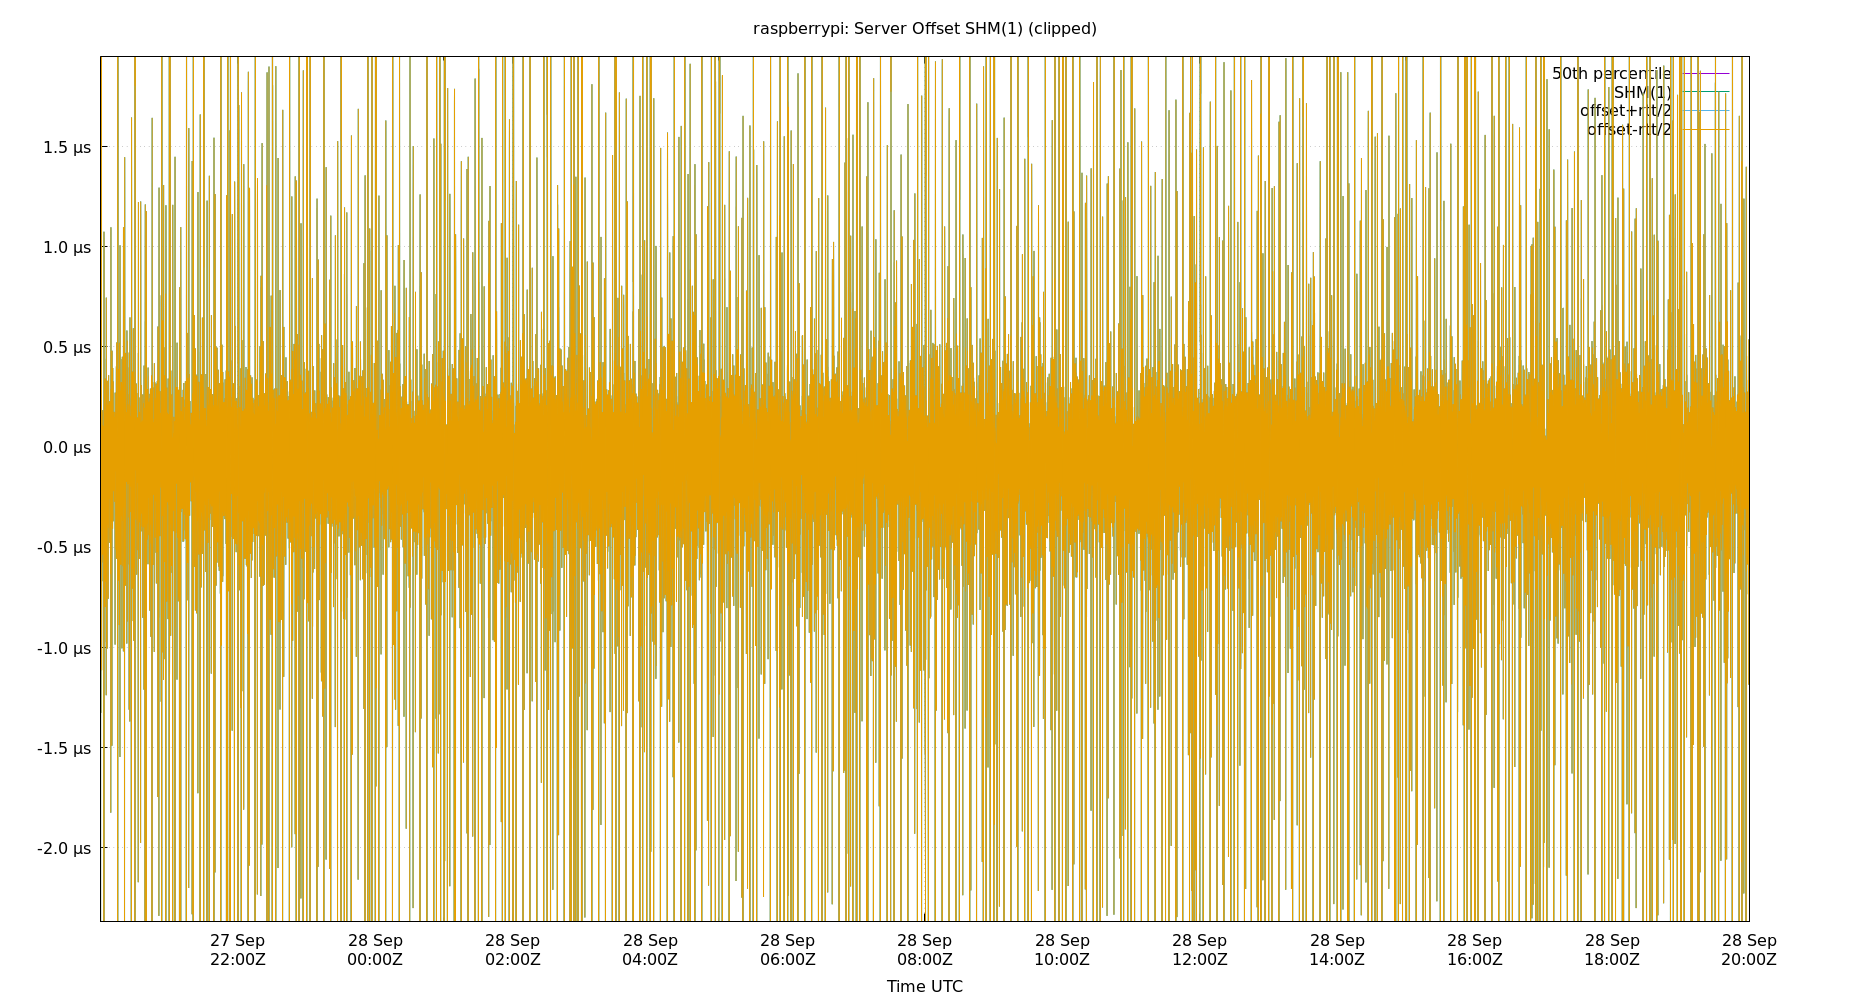 raspberrypi: Server Offset SHM(1) (clipped)
50th percentile
SHM(1)
offset+rtt/2
offset-rtt/2
1.5 µs
1.0 µs
0.5 µs
0.0 µs
-0.5 µs
-1.0 µs
-1.5 µs
-2.0 µs
27 Sep 28 Sep 28 Sep 28 Sep 28 Sep 28 Sep 28 Sep 28 Sep 28 Sep 28 Sep 28 Sep 28 Sep
22:00Z 00:00Z 02:00Z 04:00Z 06:00Z 08:00Z 10:00Z 12:00Z 14:00Z 16:00Z 18:00Z 20:00Z
Time UTC